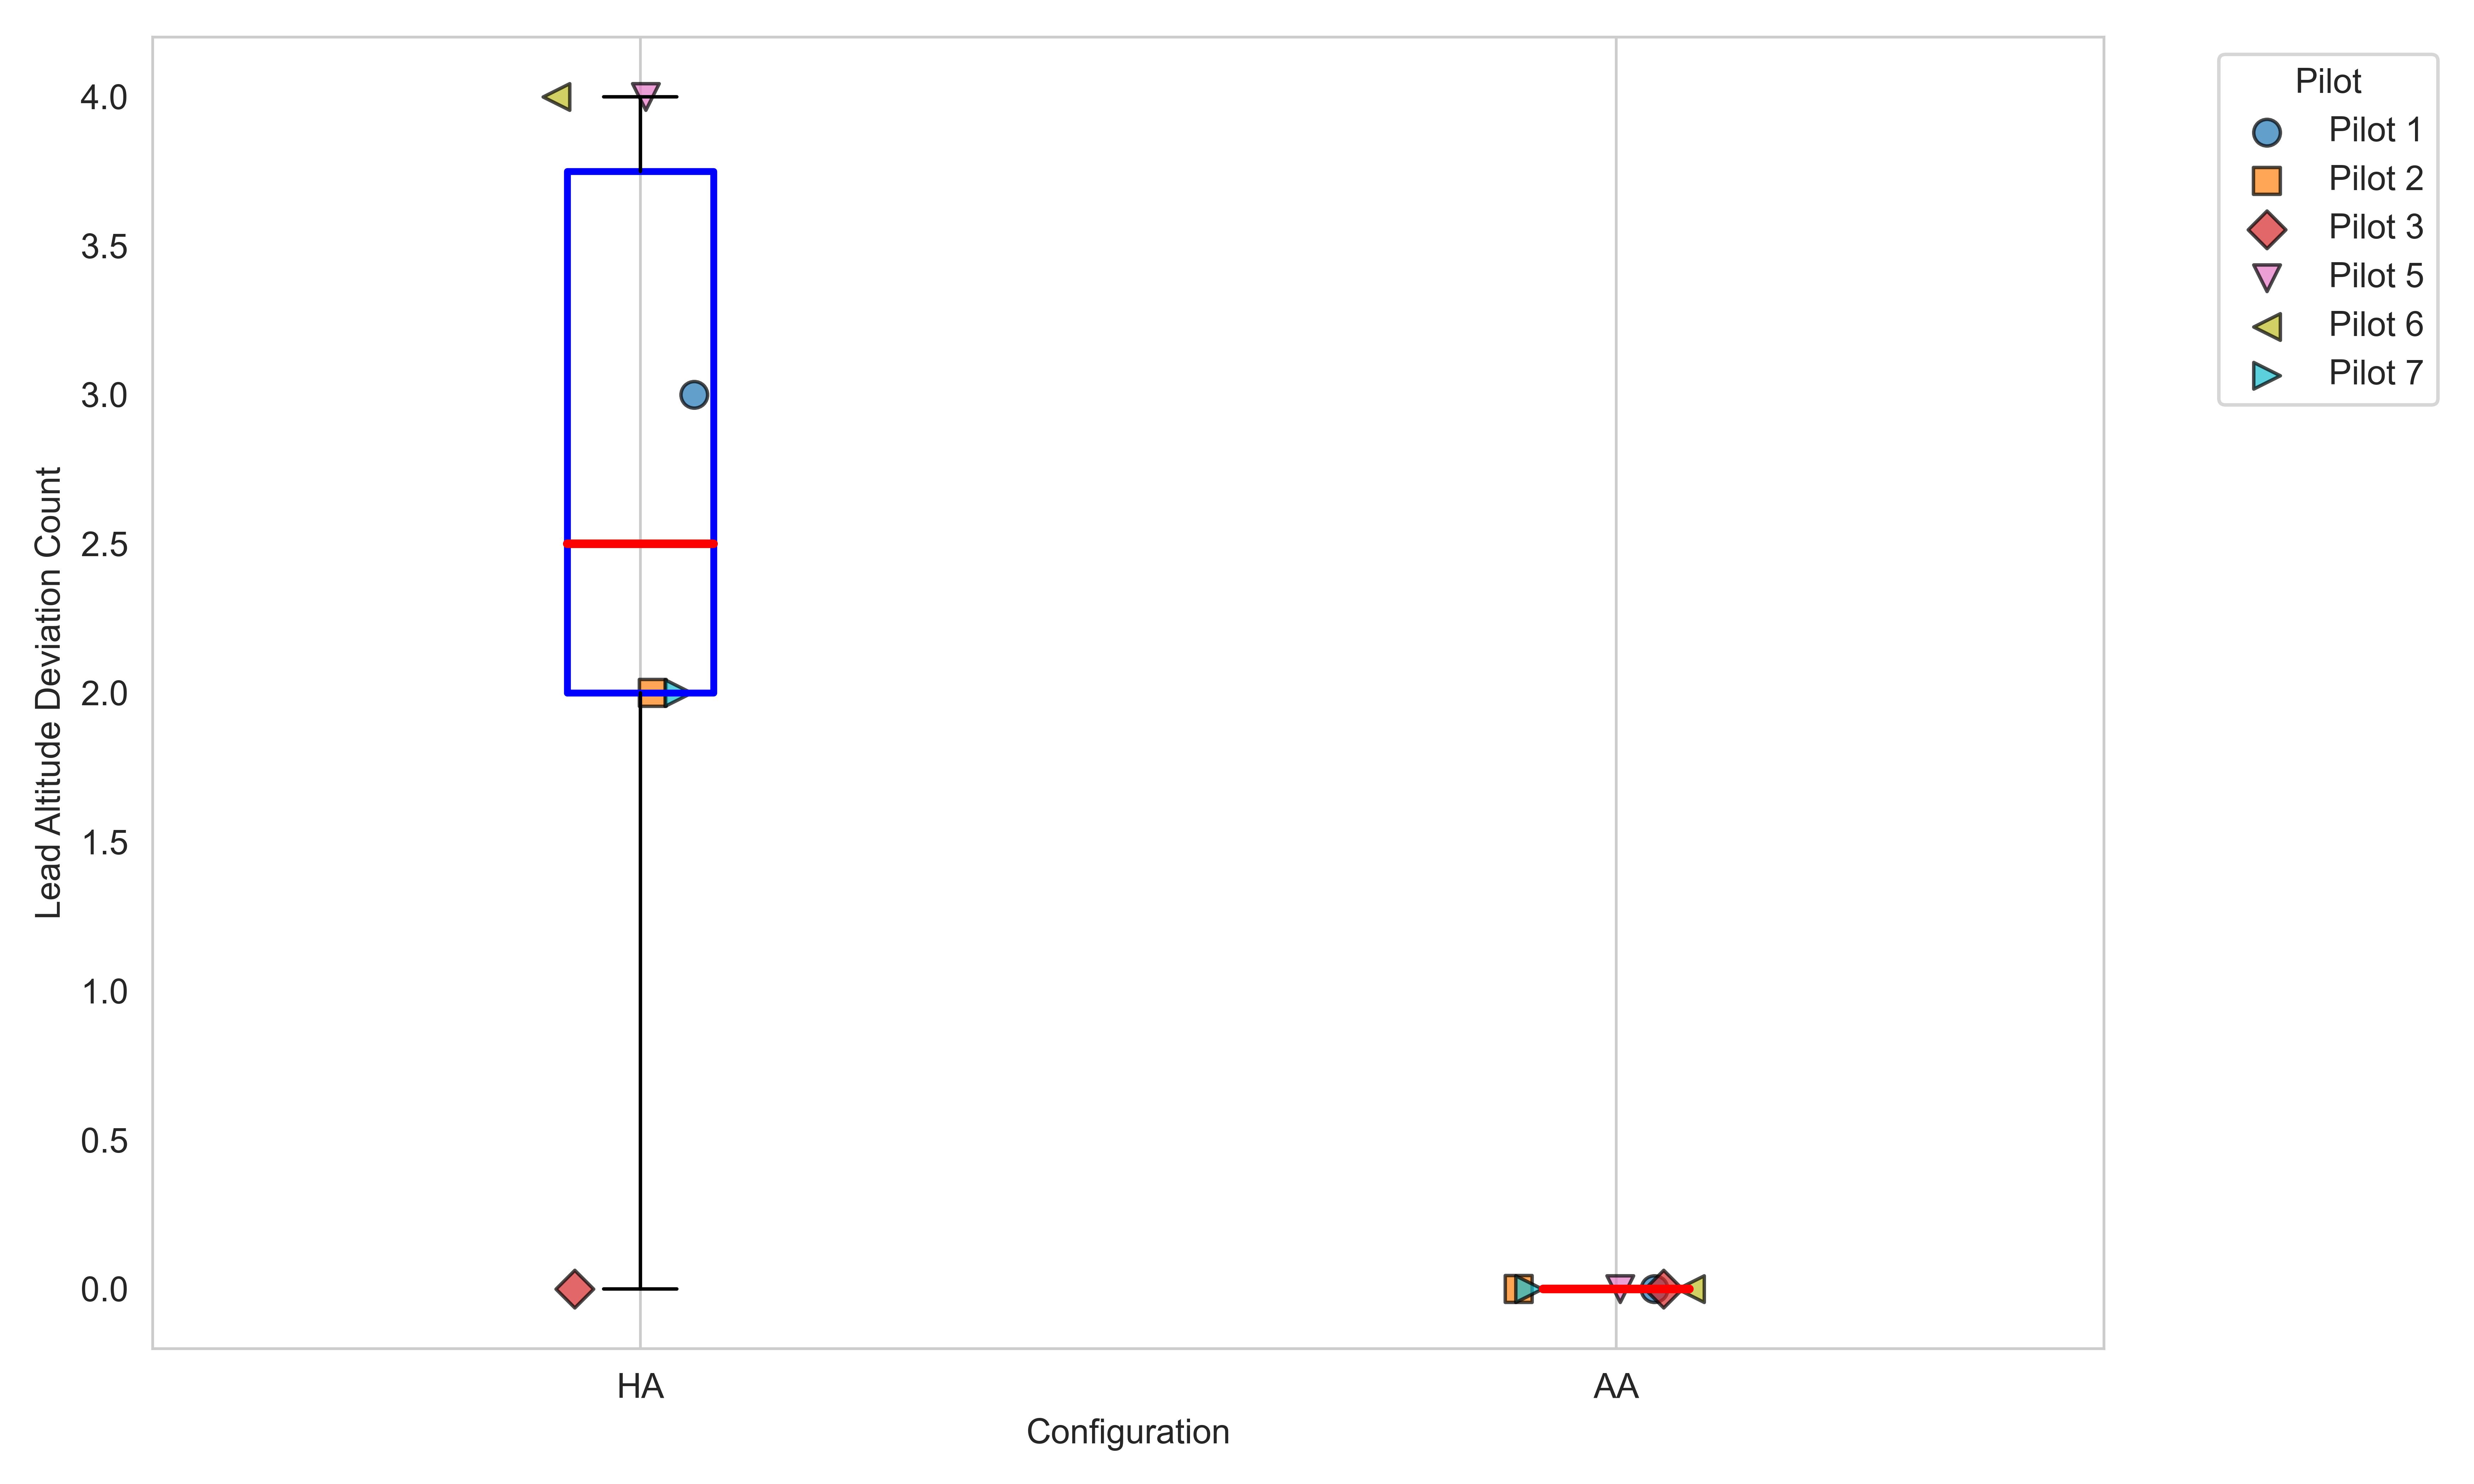 Pilot
Pilot 1
Pilot 2
Pilot 3
Pilot 5
Pilot 6
Pilot 7
Lead Altitude Deviation Count
4.0
3.5
3.0
2.5
2.0
1.5
1.0
0.5
0.0
HA
AA
Configuration